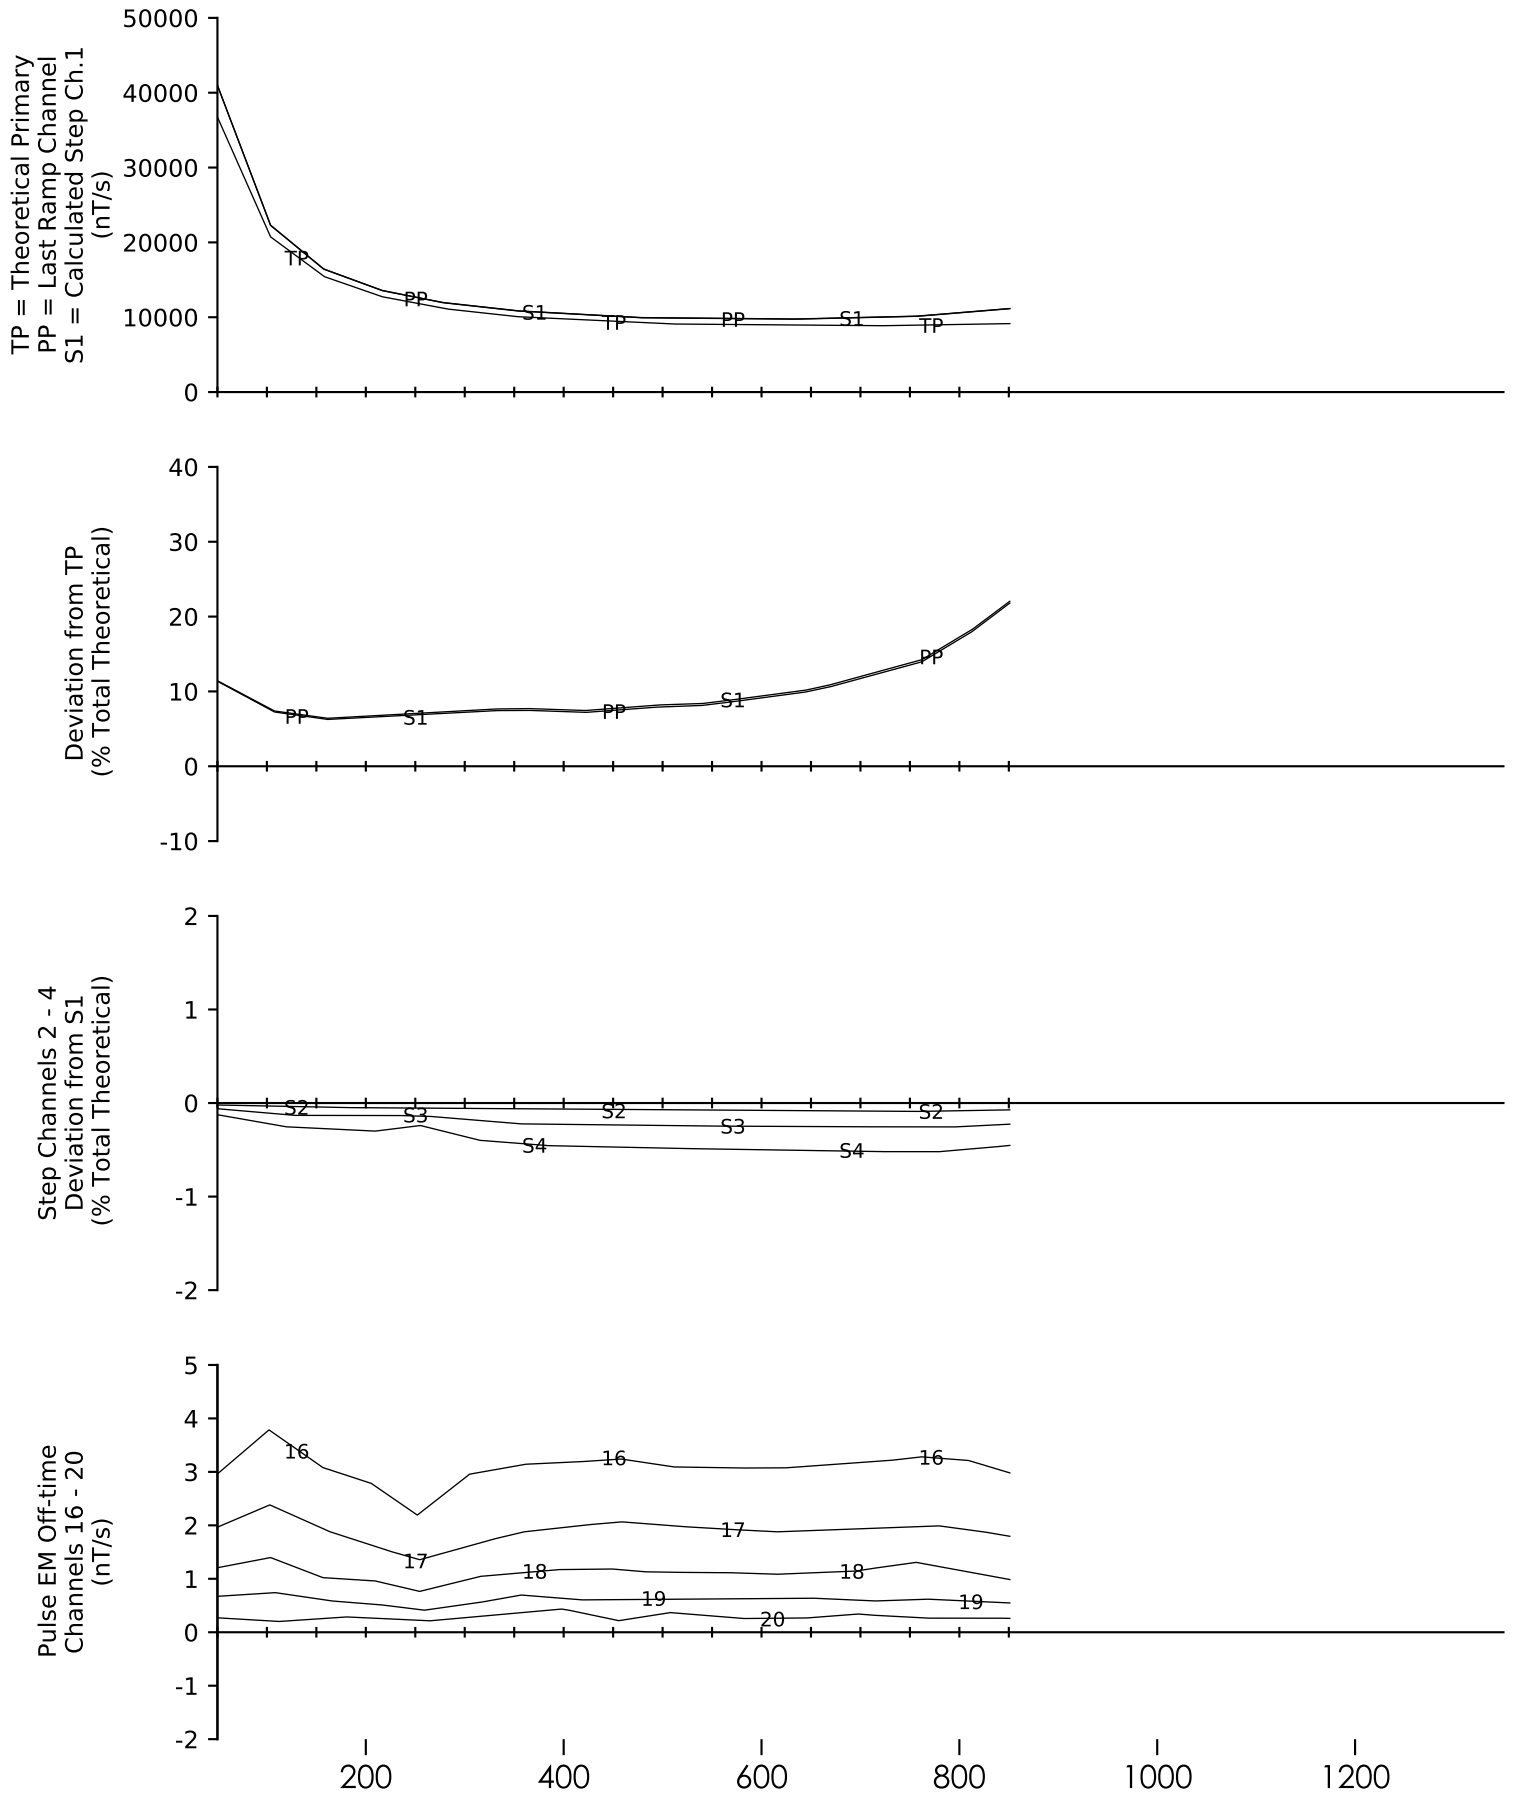 TP = Theoretical Primary
PP = Last Ramp Channel
S1 = Calculated Step Ch.1
(nT/s)
50000
40000
30000
20000
10000
0
TP
PP
S1
TP
PP
S1
TP
Deviation from TP
(% Total Theoretical)
40
30
20
10
0
-10
PP
S1
PP
S1
PP
Step Channels 2 - 4
Deviation from S1
(% Total Theoretical)
2
1
0
-1
-2
S2
S3
S4
S2
S3
S4
S2
Pulse EM Off-time
Channels 16 - 20
(nT/s)
5
4
3
2
1
0
-1
-2
16
17
18
16
19
17
20
18
16
19
200 400 600 800 1000 1200